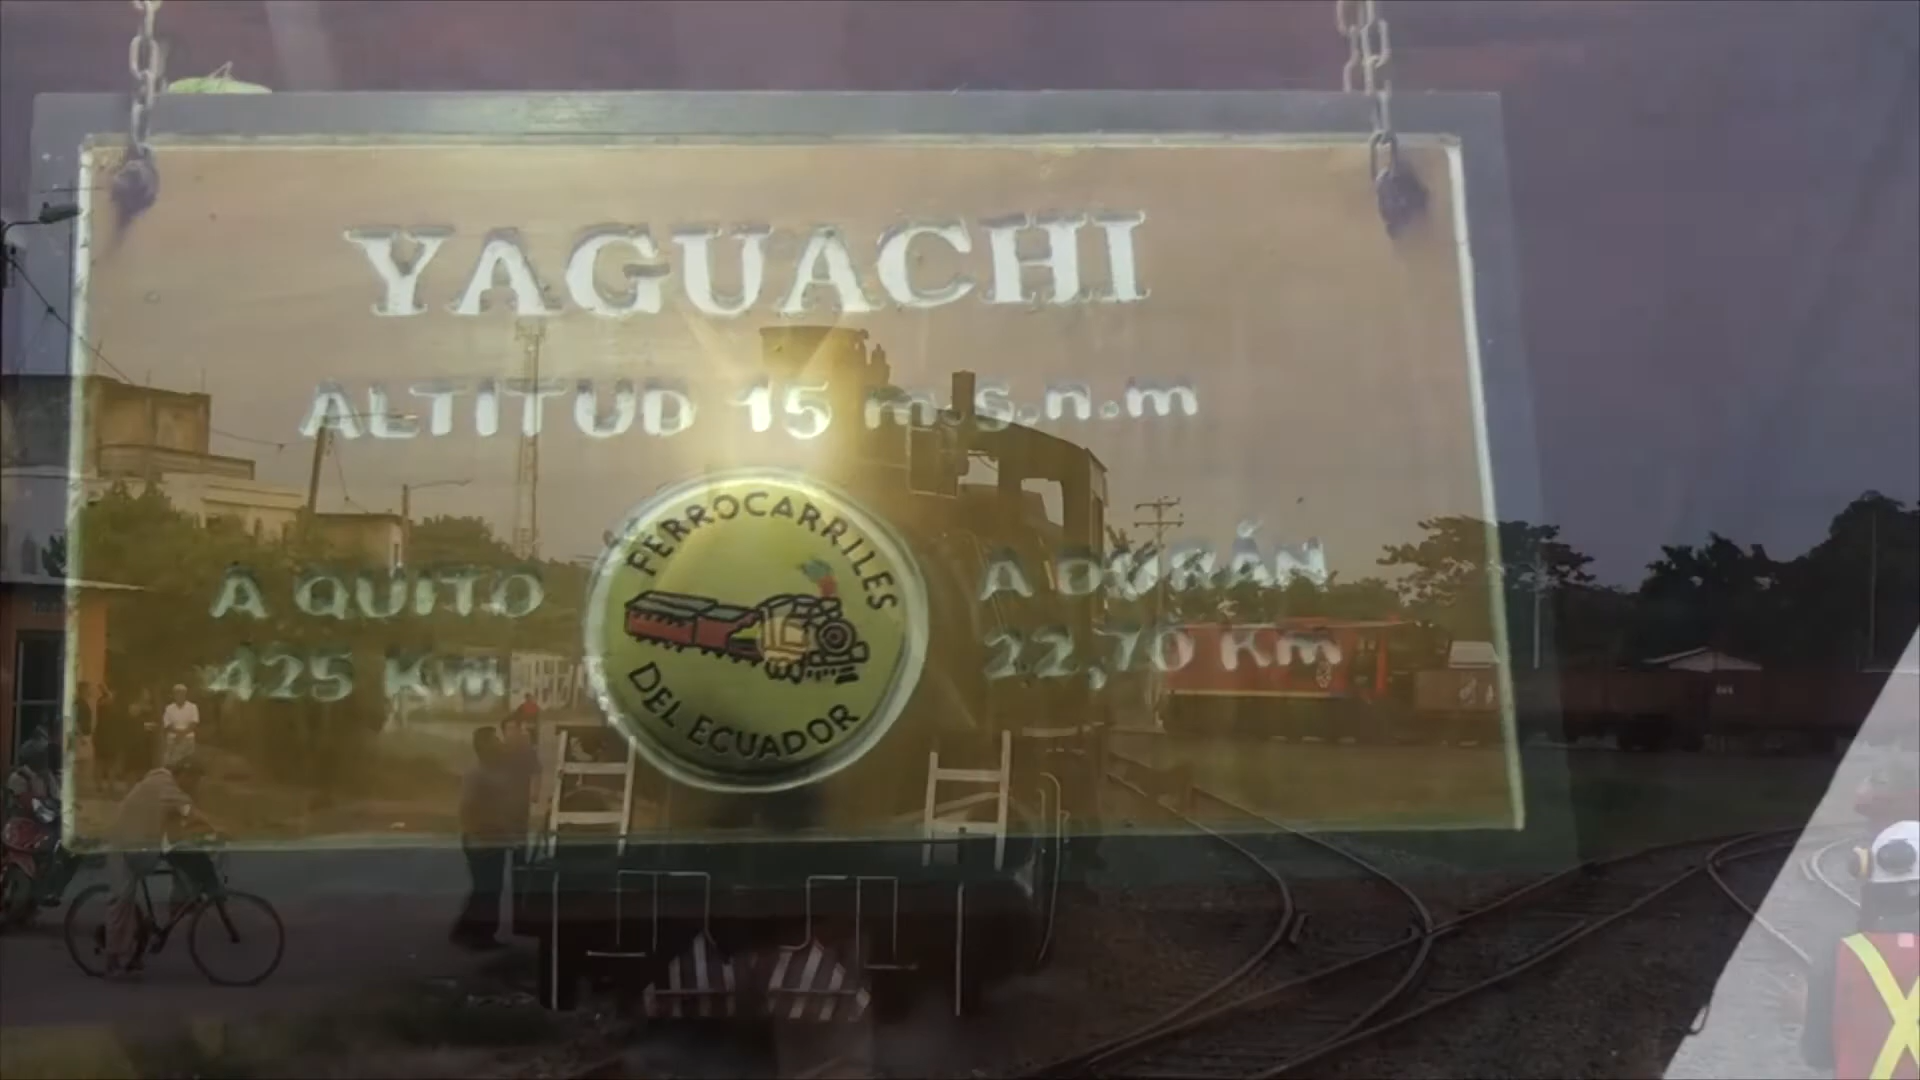 YAGUACHI
ALTITUD 15 m.s.n.m
FERROCARRILES
DEL ECUADOR
A QUITO
425 Km
A DURÁN
22,70 Km